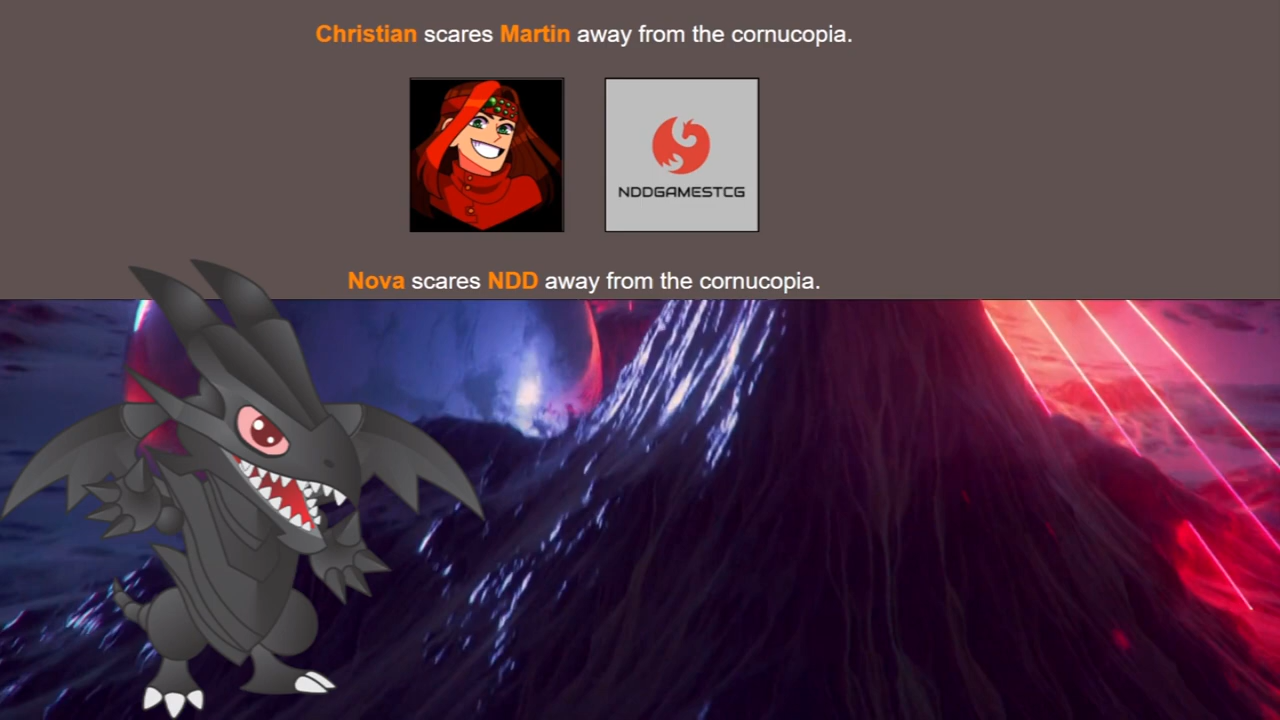 Christian scares Martin away from the cornucopia.
NDDGAMESTCG
Nova scares NDD away from the cornucopia.